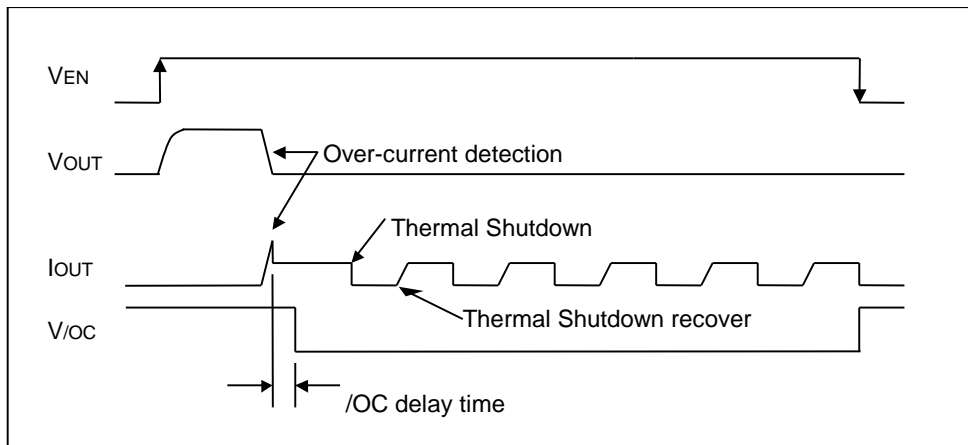 VEN
VOUT
Over-current detection
Thermal Shutdown
IOUT
Thermal Shutdown recover
V/OC
/OC delay time